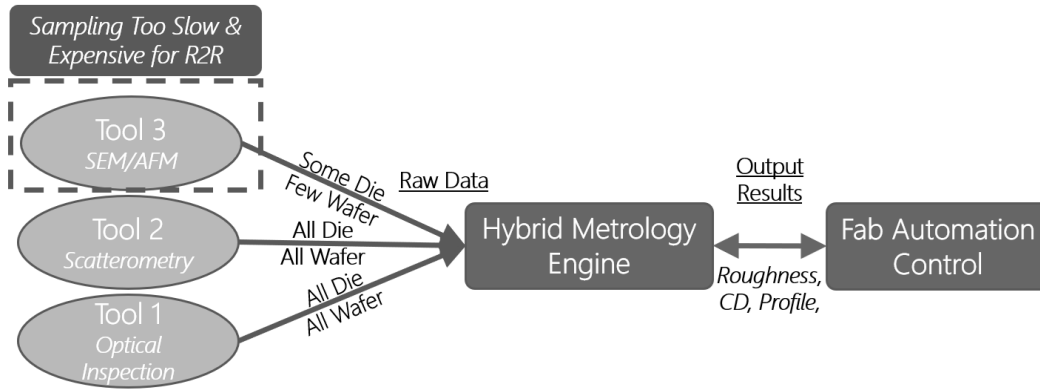 Sampling Too Slow &
Expensive for R2R
Tool 3
SEM/AFM
Some Die
Few Wafer
Raw Data
Tool 2
Scatterometry
All Die
All Wafer
Tool 1
Optical
Inspection
All Die
All Wafer
Hybrid Metrology
Engine
Output
Results
Roughness,
CD, Profile,
Fab Automation
Control